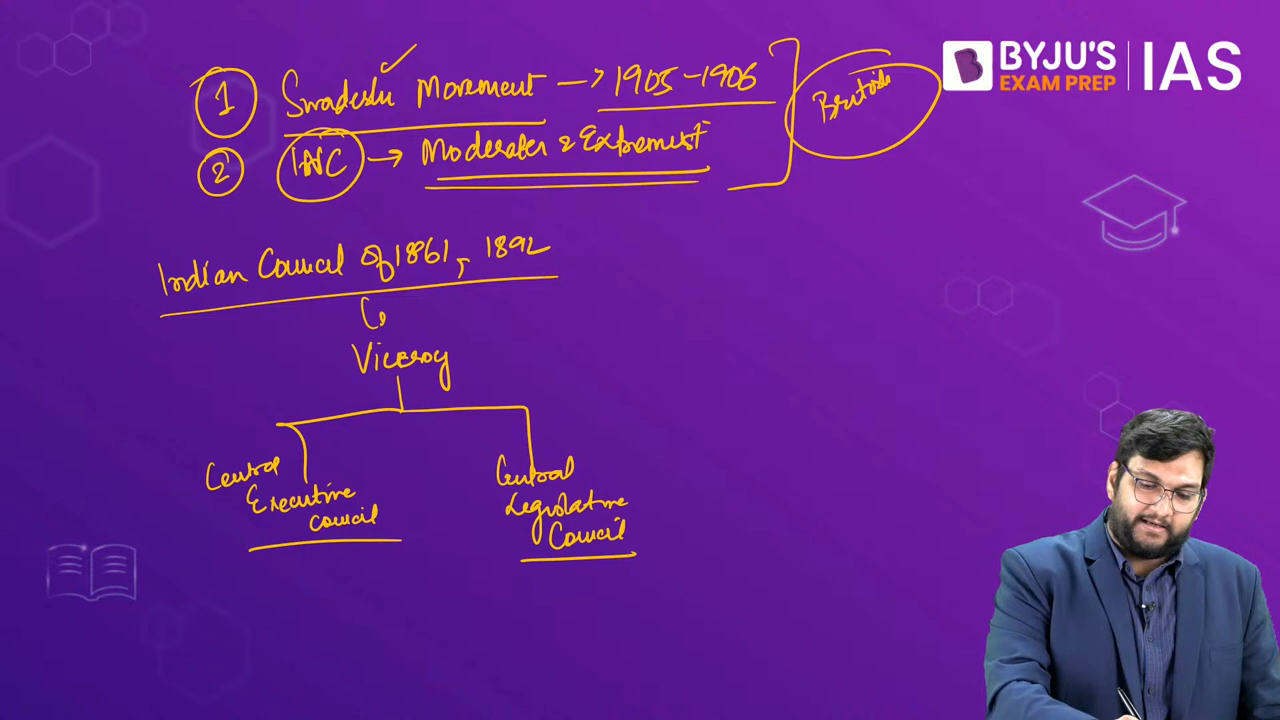 BYJU'S IAS
EXAM PREP
1 Swadeshi Movement → 1905-1906
2 INC → Moderates & Extremist
British
Indian Council of 1861, 1892
Viceroy
Central Executive Council
Central Legislative Council